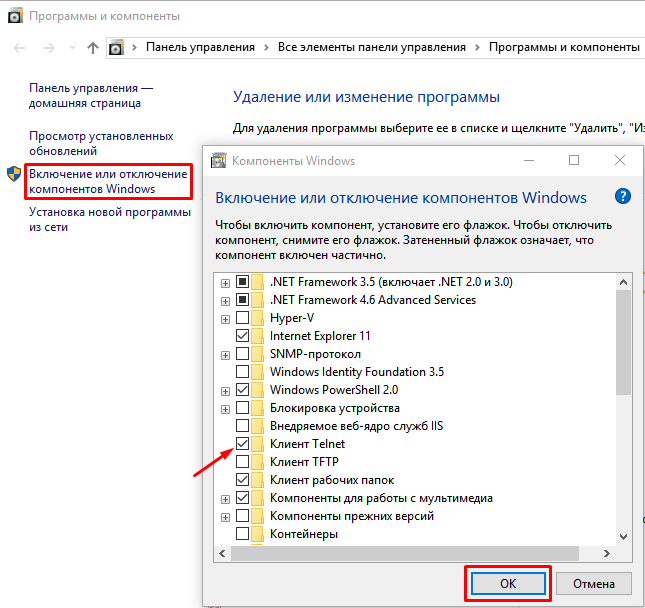 Программы и компоненты
Панель управления
Все элементы панели управления
Программы и компоненты
Панель управления —
домашняя страница
Просмотр установленных
обновлений
Включение или отключение
компонентов Windows
Установка новой программы
из сети
Удаление или изменение программы
Для удаления программы выберите ее в списке и щелкните "Удалить", "Из
Компоненты Windows
Включение или отключение компонентов Windows
?
Чтобы включить компонент, установите его флажок. Чтобы отключить
компонент, снимите его флажок. Затененный флажок означает, что
компонент включен частично.
.NET Framework 3.5 (включает .NET 2.0 и 3.0)
.NET Framework 4.6 Advanced Services
Hyper-V
Internet Explorer 11
SNMP-протокол
Windows Identity Foundation 3.5
Windows PowerShell 2.0
Блокировка устройства
Внедряемое веб-ядро служб IIS
Клиент Telnet
Клиент TFTP
Клиент рабочих папок
Компоненты для работы с мультимедиа
Компоненты прежних версий
Контейнеры
OK
Отмена